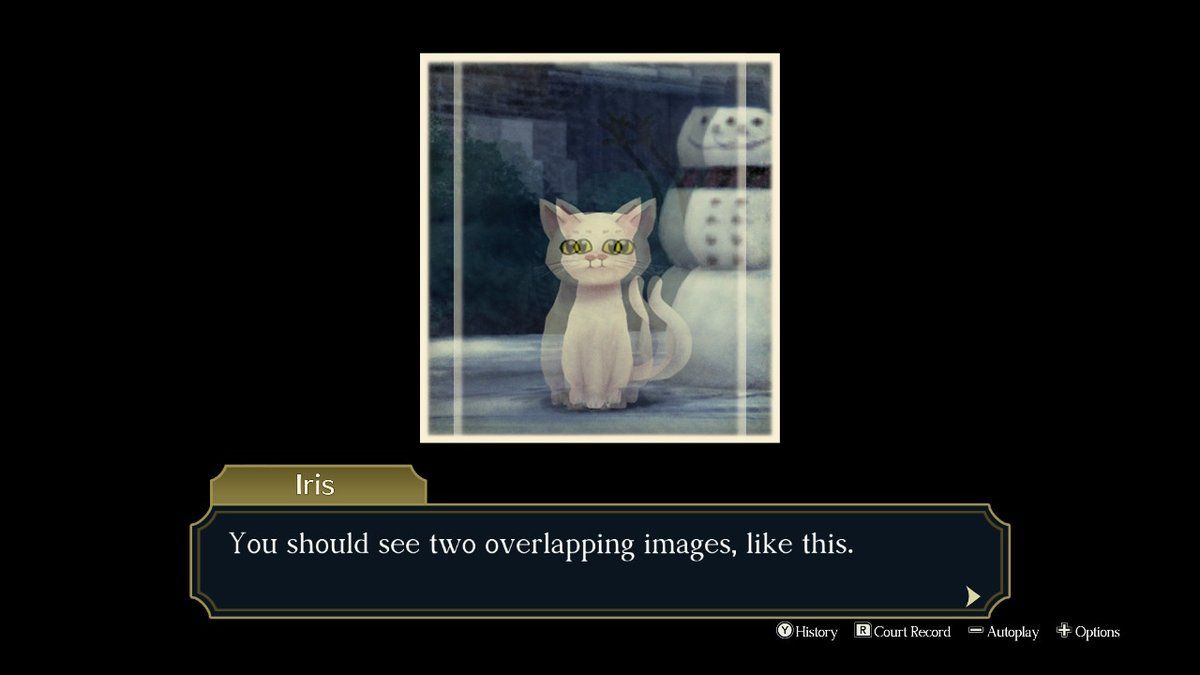 Iris
You should see two overlapping images, like this.
Y History R Court Record Autoplay Options